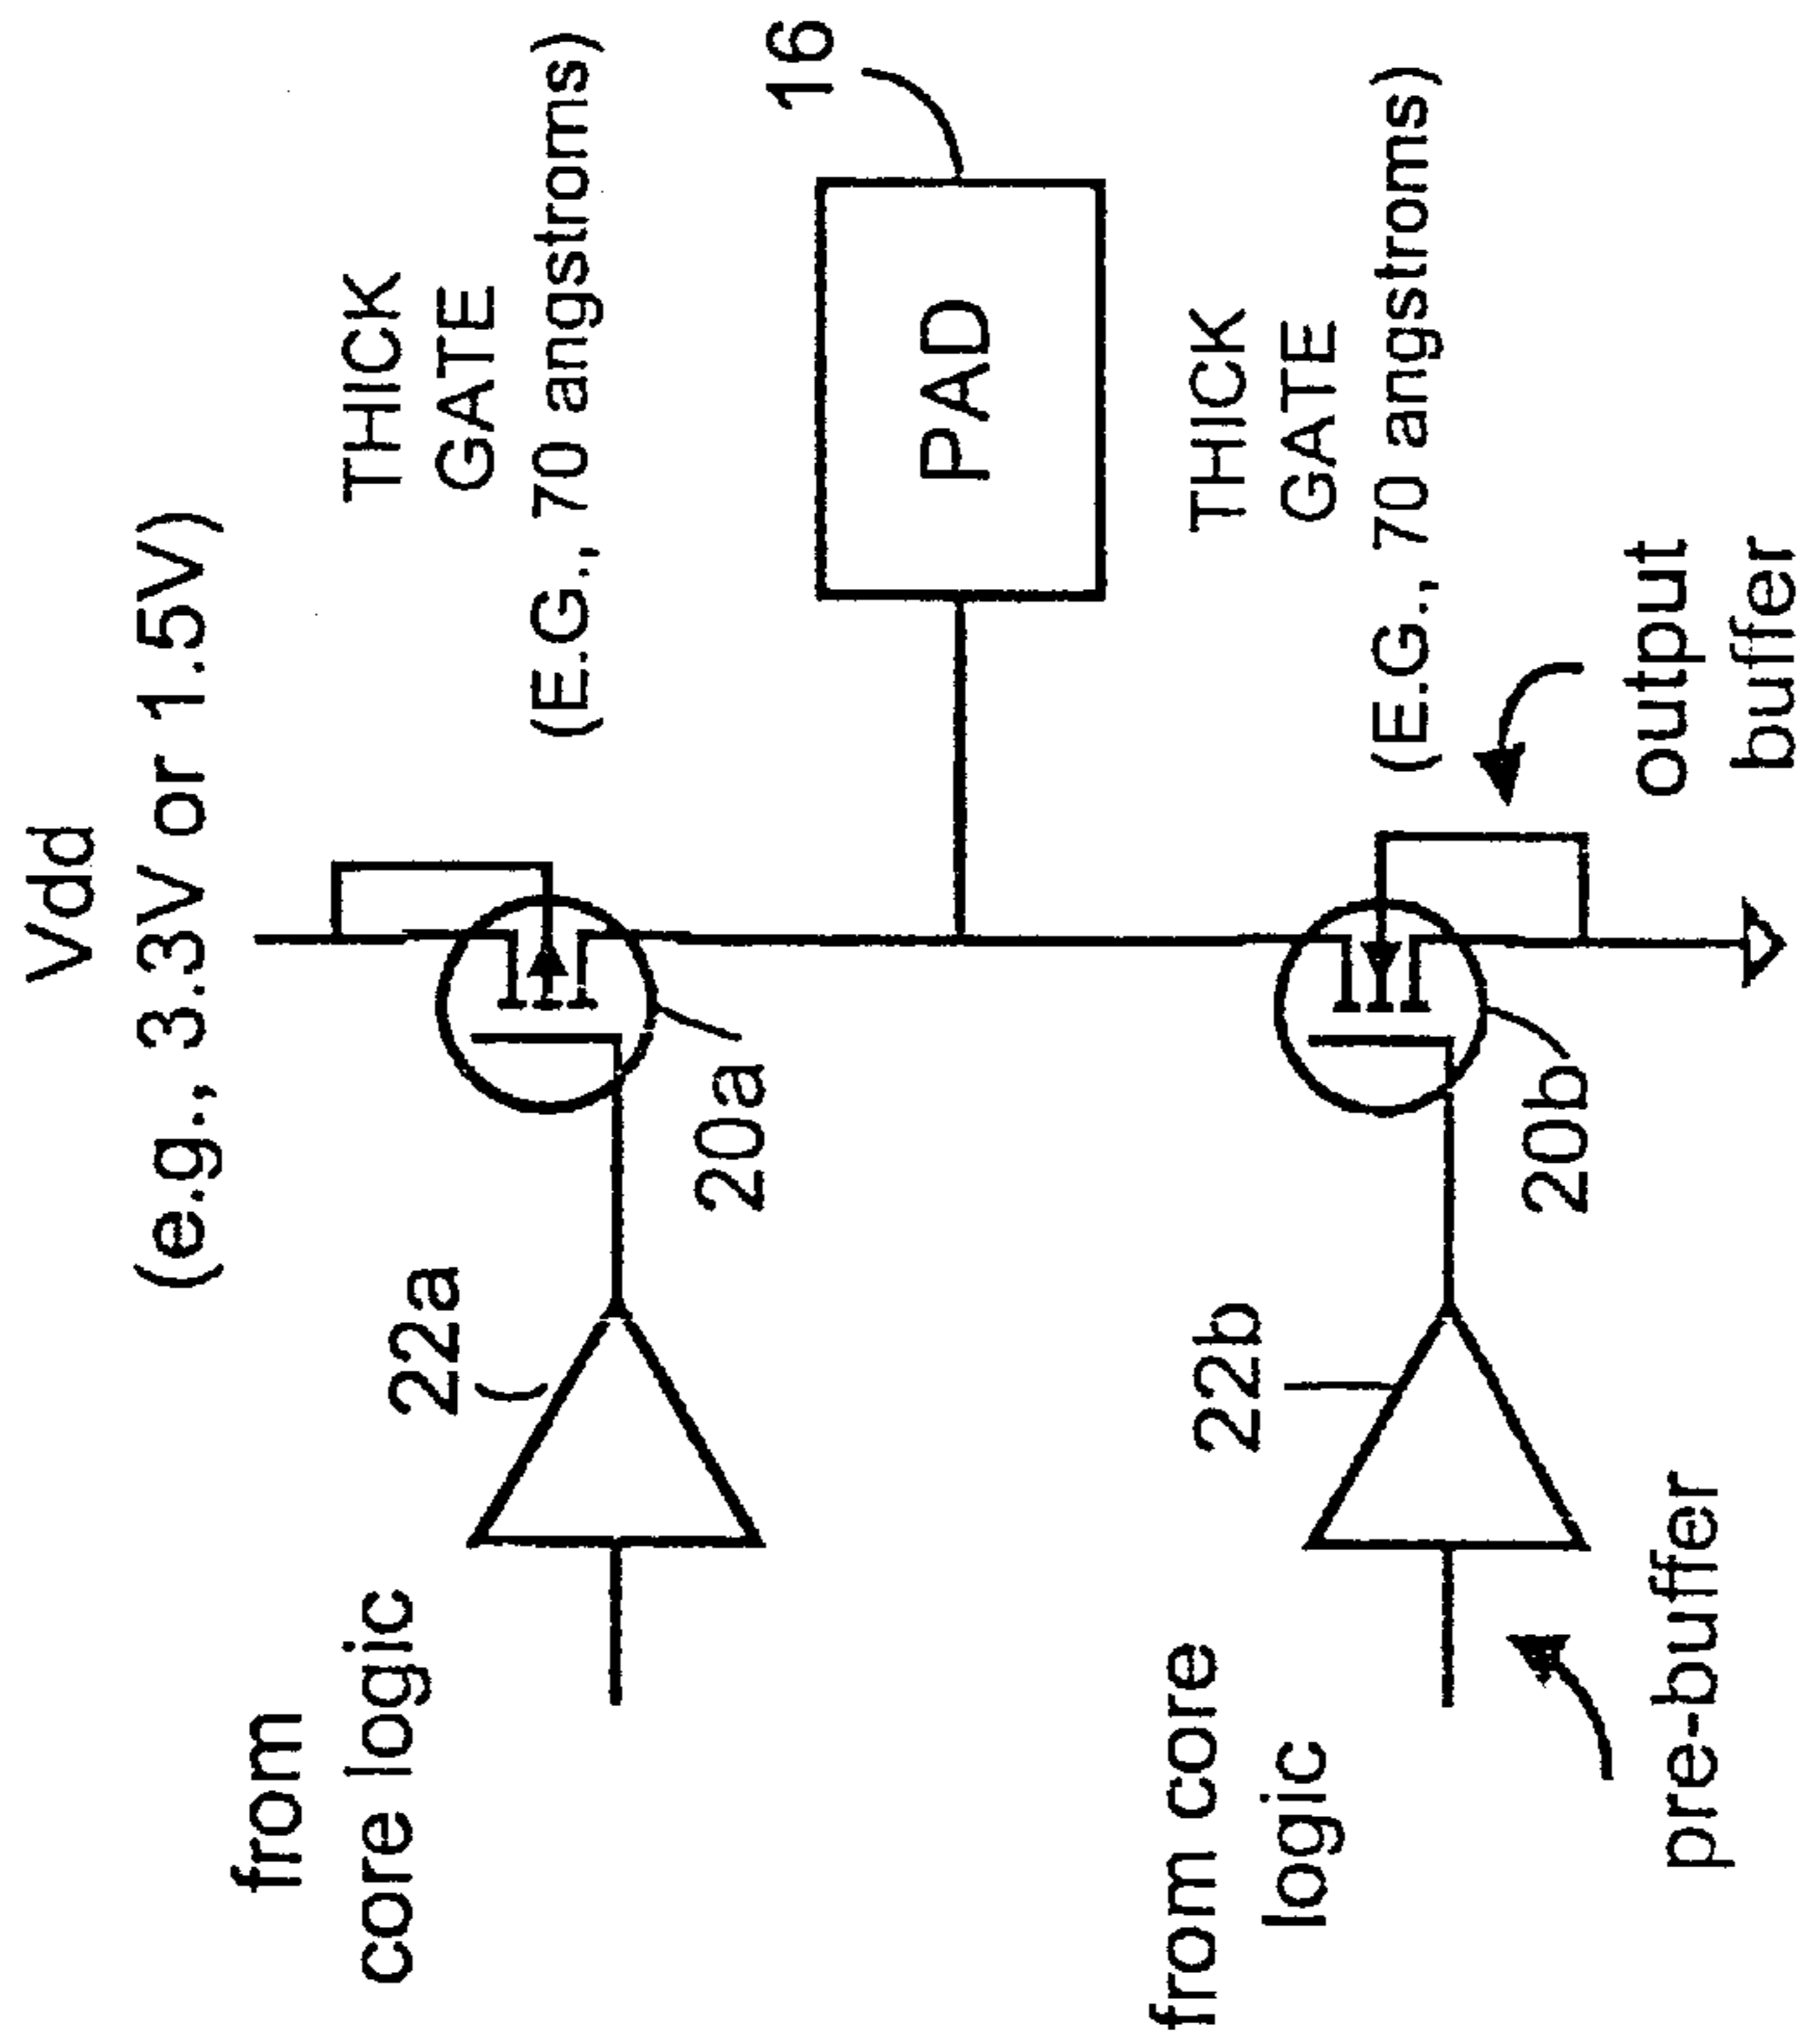 Vdd
(e.g., 3.3V or 1.5V)
from
core logic
22a
20a
THICK
GATE
(E.G., 70 angstroms)
16
PAD
from core
logic
22b
20b
THICK
GATE
(E.G., 70 angstroms)
pre-buffer
output
buffer